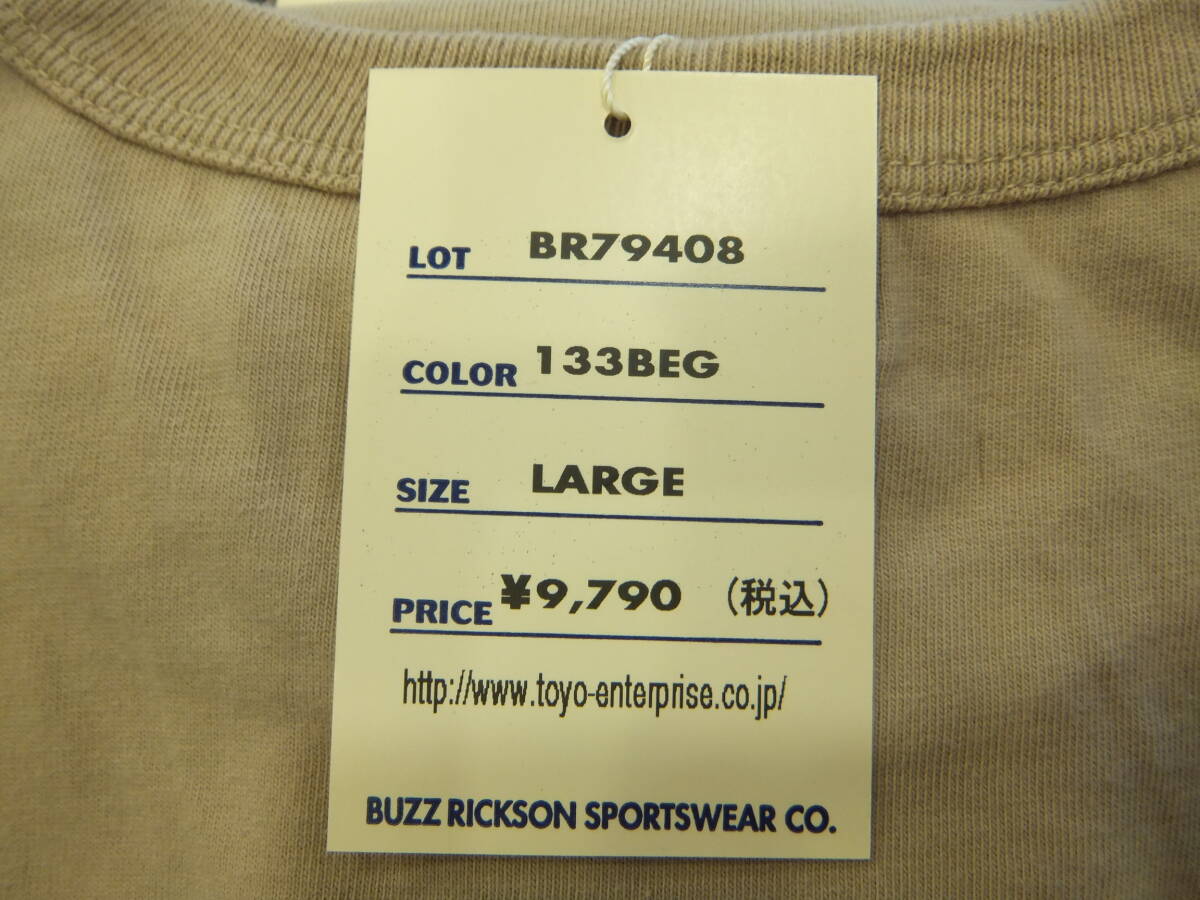 LOT BR79408
COLOR 133BEG
SIZE LARGE
PRICE ¥9,790 (税込)
http://www.toyo-enterprise.co.jp/
BUZZ RICKSON SPORTSWEAR CO.